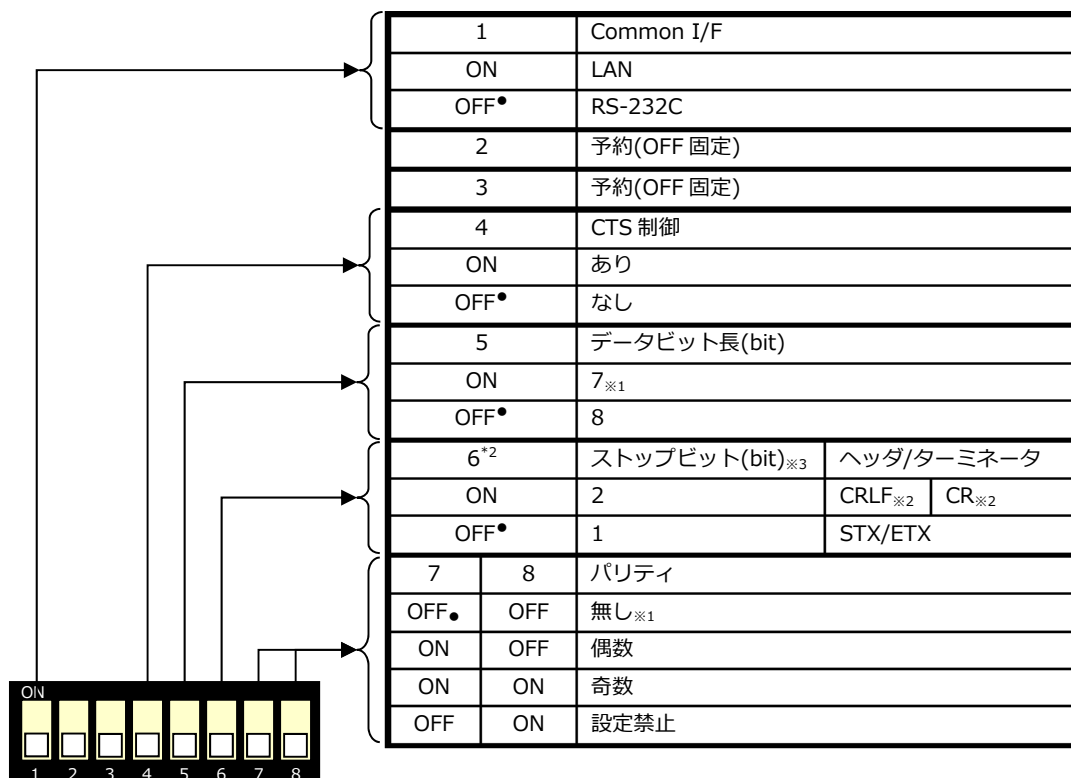 1 Common I/F
ON LAN
OFF● RS-232C
2 予約(OFF 固定)
3 予約(OFF 固定)
4 CTS 制御
ON あり
OFF● なし
5 データビット長(bit)
ON 7※1
OFF● 8
6*2 ストップビット(bit)※3 ヘッダ/ターミネータ
ON 2 CRLF※2 CR※2
OFF● 1 STX/ETX
7 8 パリティ
OFF● OFF 無し※1
ON OFF 偶数
ON ON 奇数
OFF ON 設定禁止
ON
1 2 3 4 5 6 7 8